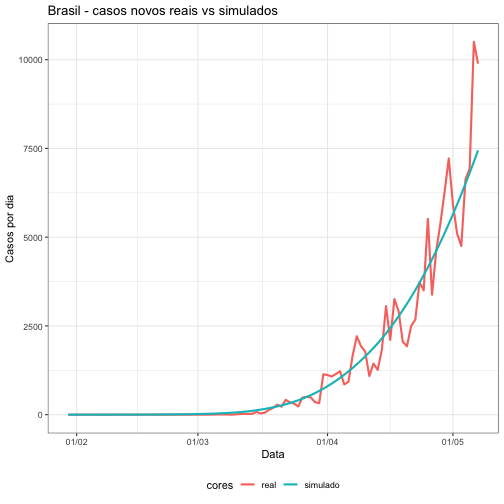 Brasil - casos novos reais vs simulados
Casos por dia
10000
7500
5000
2500
0
01/02 01/03 01/04 01/05
Data
cores real simulado